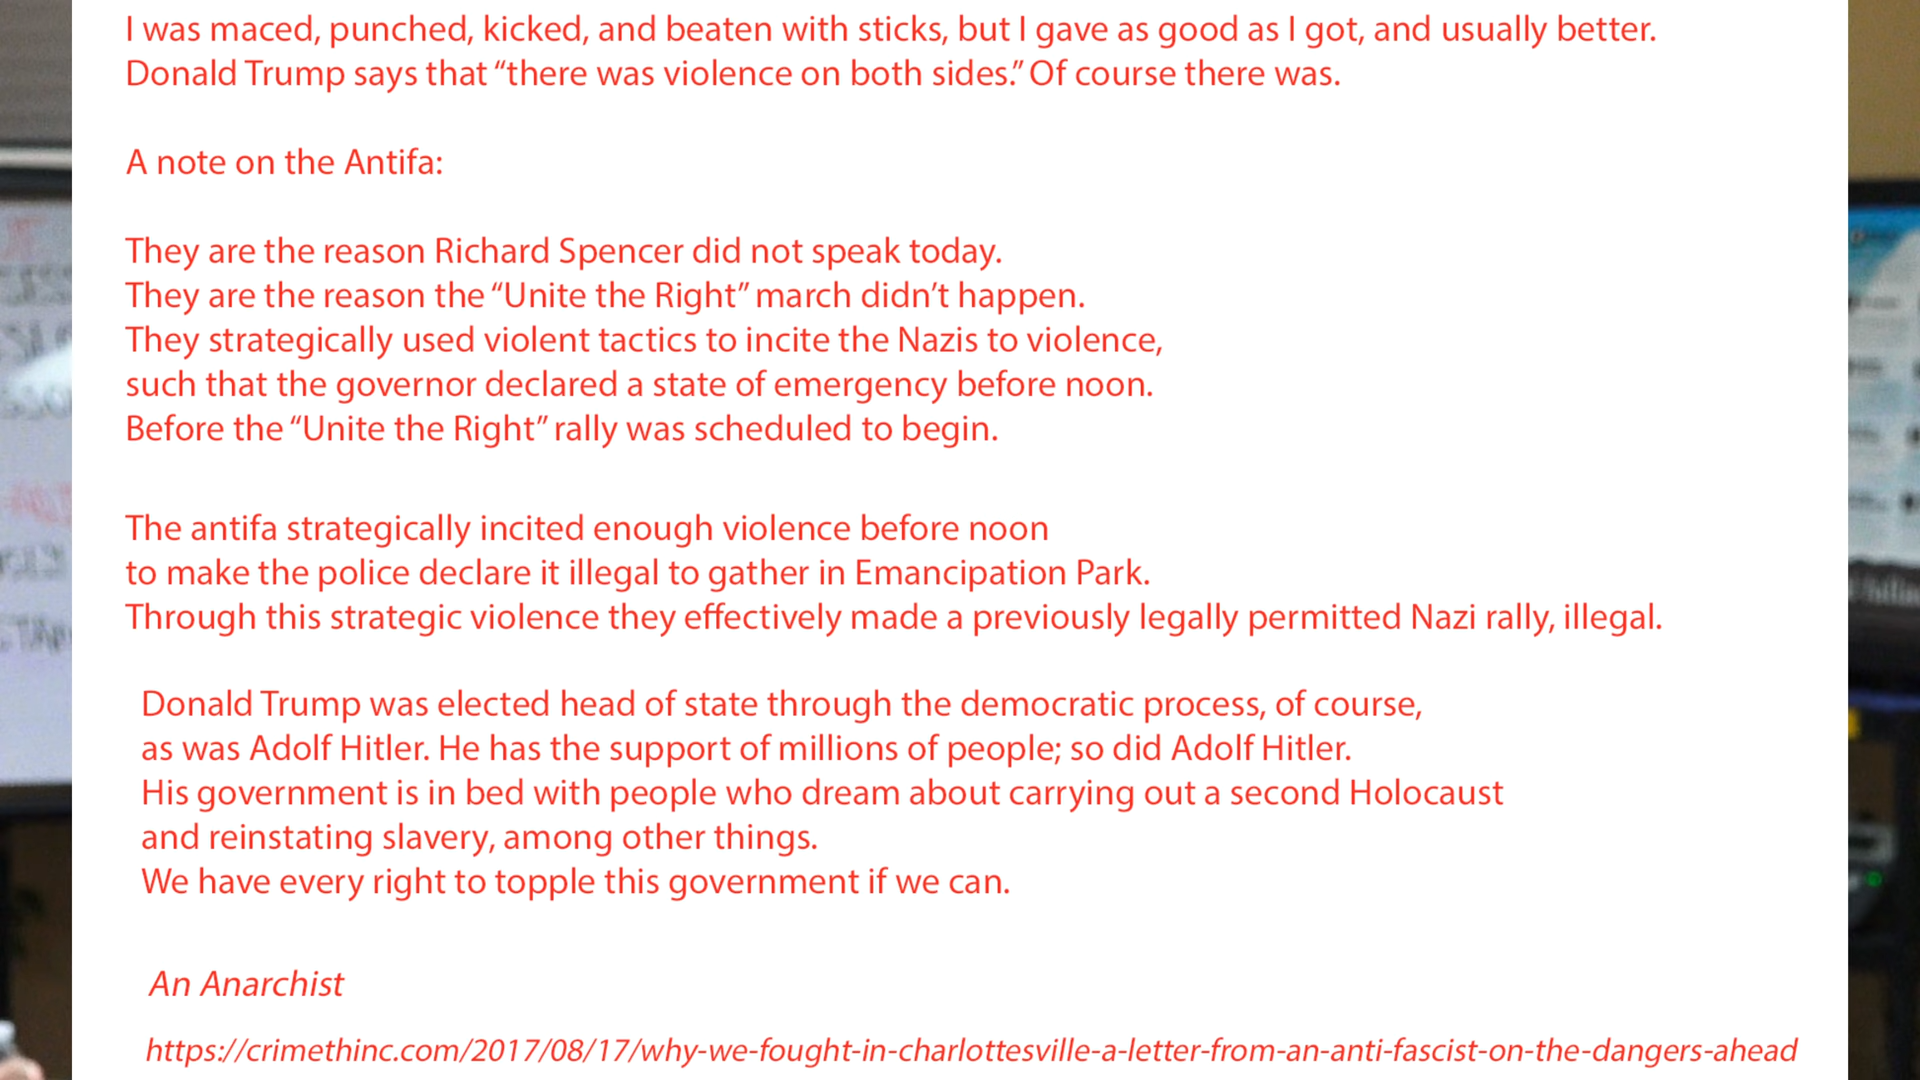 I was maced, punched, kicked, and beaten with sticks, but I gave as good as I got, and usually better.
Donald Trump says that “there was violence on both sides.” Of course there was.
A note on the Antifa:
They are the reason Richard Spencer did not speak today.
They are the reason the “Unite the Right” march didn’t happen.
They strategically used violent tactics to incite the Nazis to violence,
such that the governor declared a state of emergency before noon.
Before the “Unite the Right” rally was scheduled to begin.
The antifa strategically incited enough violence before noon
to make the police declare it illegal to gather in Emancipation Park.
Through this strategic violence they effectively made a previously legally permitted Nazi rally, illegal.
Donald Trump was elected head of state through the democratic process, of course,
as was Adolf Hitler. He has the support of millions of people; so did Adolf Hitler.
His government is in bed with people who dream about carrying out a second Holocaust
and reinstating slavery, among other things.
We have every right to topple this government if we can.
An Anarchist
https://crimethinc.com/2017/08/17/why-we-fought-in-charlottesville-a-letter-from-an-anti-fascist-on-the-dangers-ahead